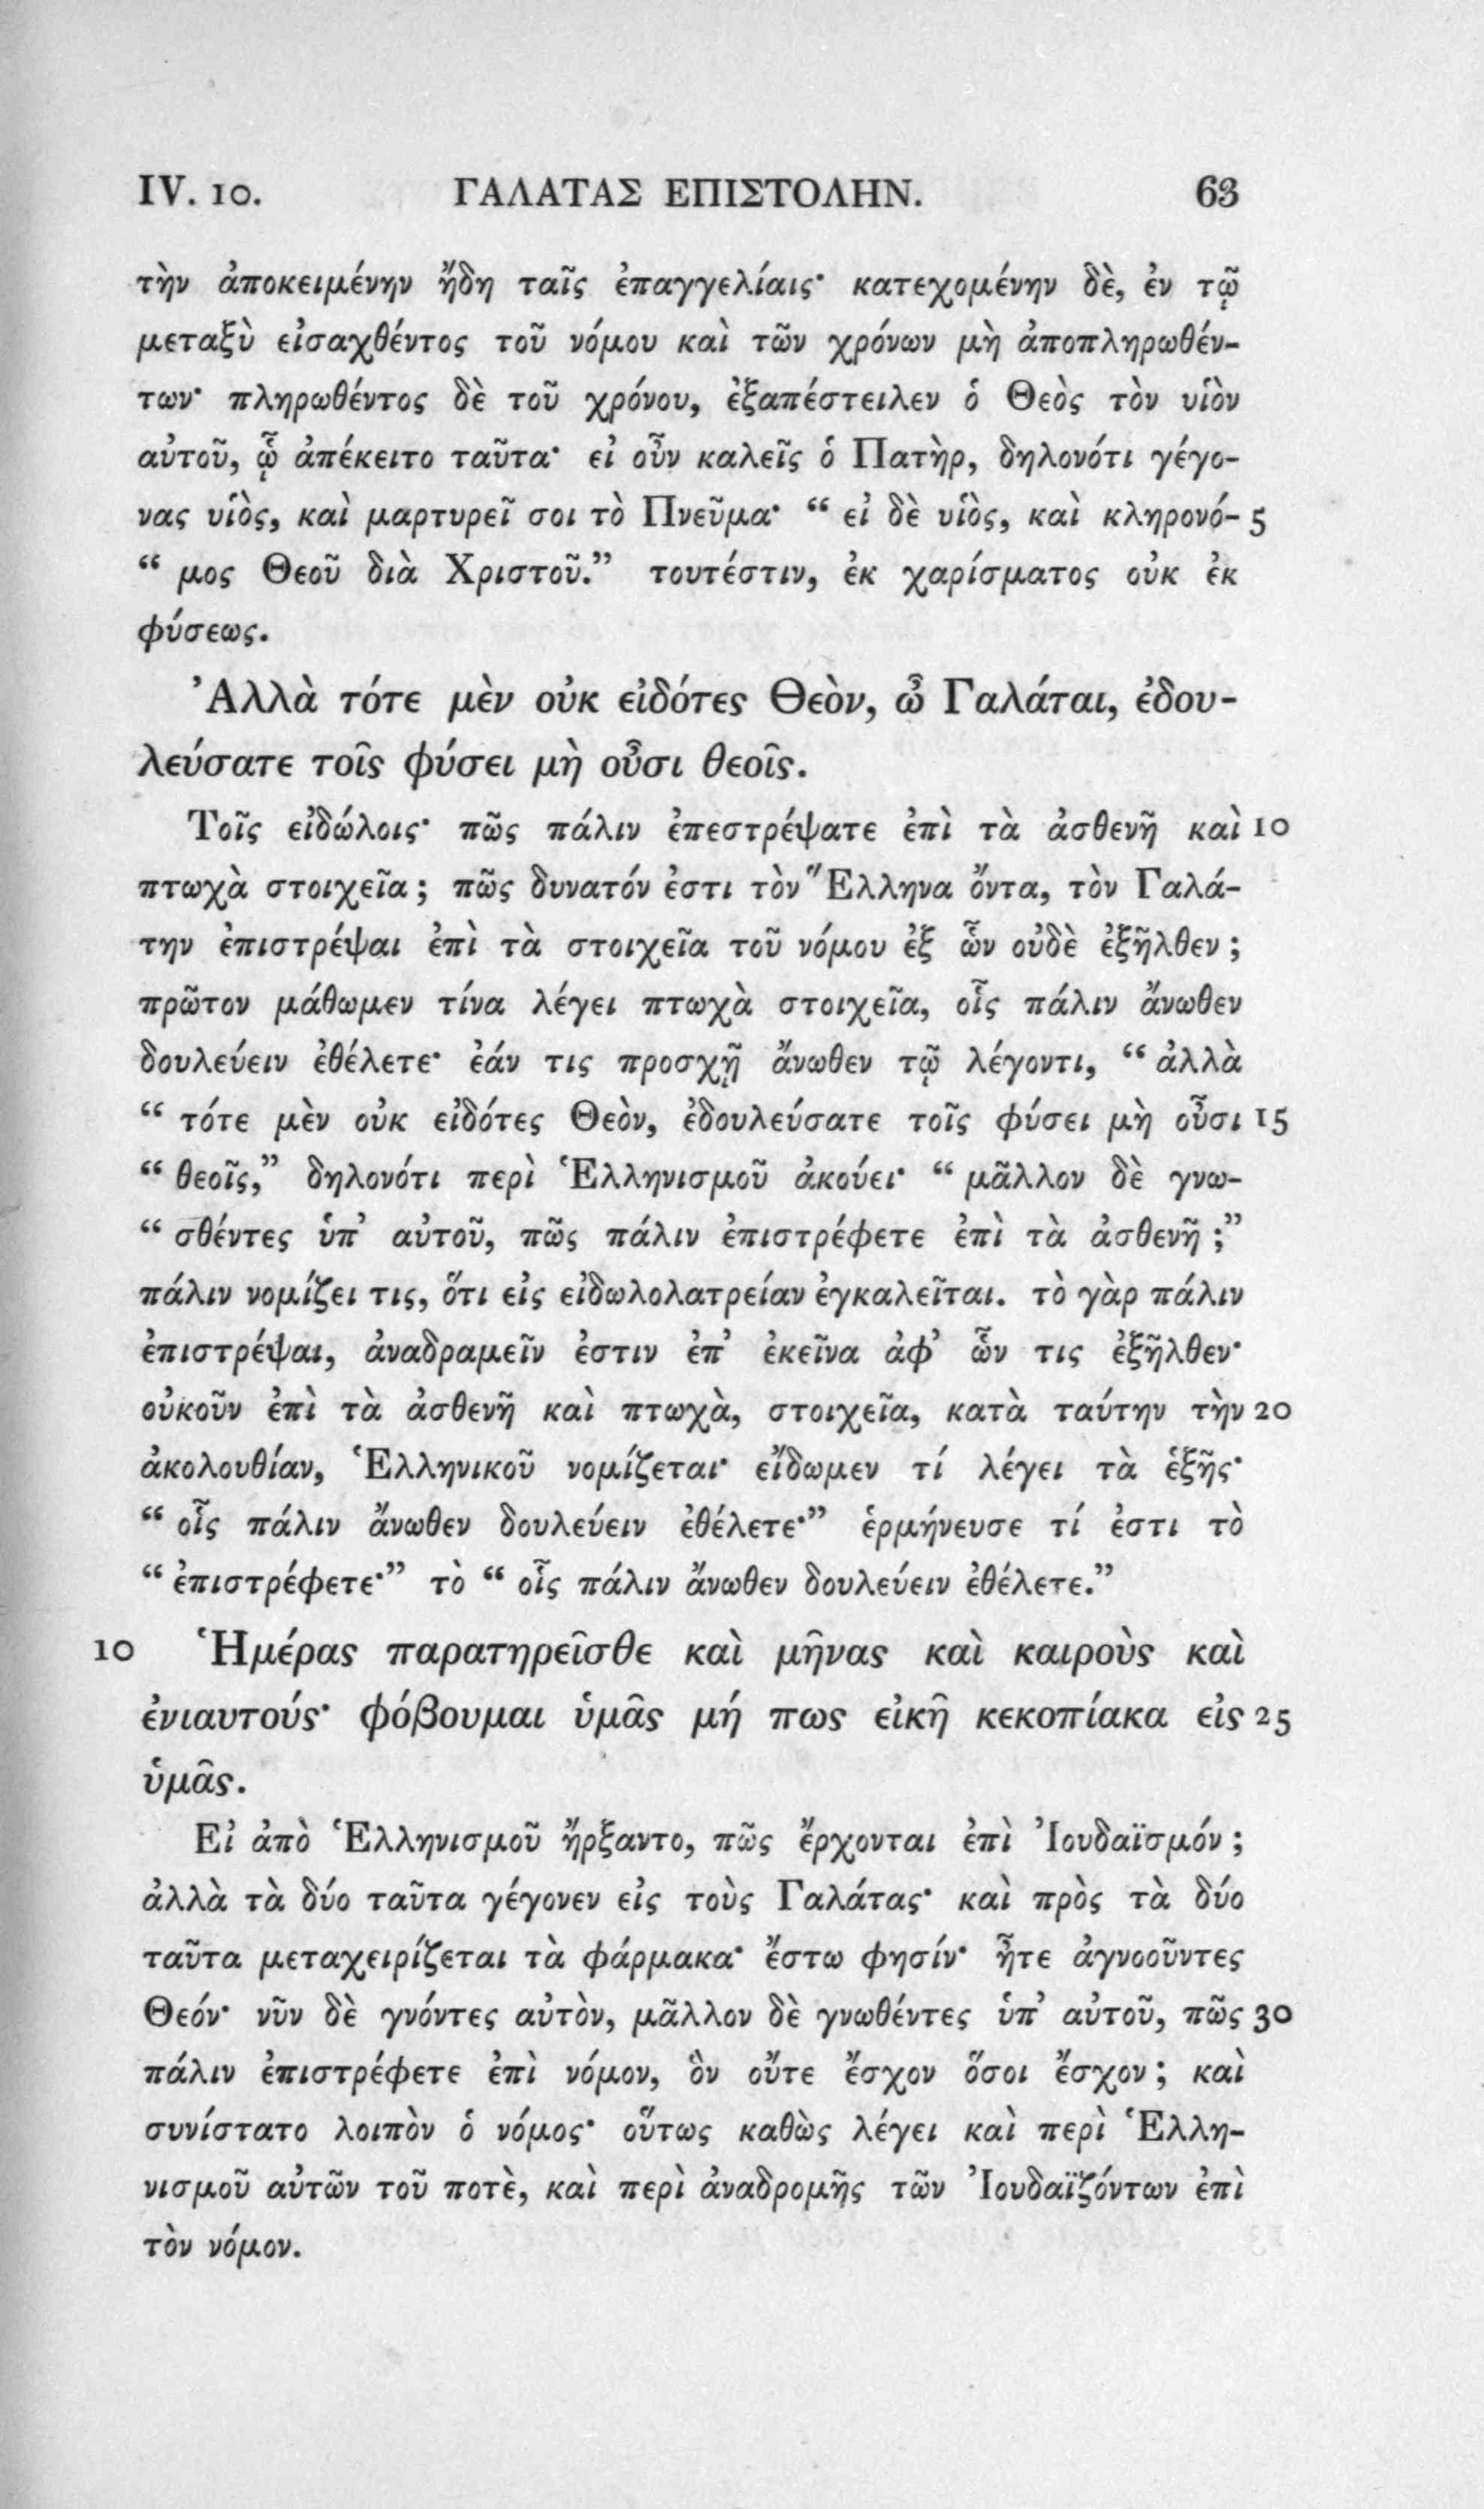 IV. 10. ΓΑΛΑΤΑΣ ΕΠΙΣΤΟΛΗΝ. 63
τὴν ἀποκειμένην ἤδη ταῖς ἐπαγγελίαις· κατεχομένην δὲ, ἐν τῷ
μεταξὺ εἰσαχθέντος τοῦ νόμου καὶ τῶν χρόνων μὴ ἀποπληρωθέν-
των· πληρωθέντος δὲ τοῦ χρόνου, ἐξαπέστειλεν ὁ Θεὸς τὸν υἱὸν
αὐτοῦ, ᾧ ἀπέκειτο ταῦτα· εἰ οὖν καλεῖς ὁ Πατὴρ, δηλονότι γέγο-
νας υἱὸς, καὶ μαρτυρεῖ σοι τὸ Πνεῦμα· “ εἰ δὲ υἱὸς, καὶ κληρονό- 5
“ μος Θεοῦ διὰ Χριστοῦ.” τουτέστιν, ἐκ χαρίσματος οὐκ ἐκ
φύσεως.
Ἀλλὰ τότε μὲν οὐκ εἰδότες Θεὸν, ὦ Γαλάται, ἐδου-
λεύσατε τοῖς φύσει μὴ οὖσι θεοῖς.
Τοῖς εἰδώλοις· πῶς πάλιν ἐπεστρέψατε ἐπὶ τὰ ἀσθενῆ καὶ 10
πτωχὰ στοιχεῖα ; πῶς δυνατόν ἐστι τὸν Ἕλληνα ὄντα, τὸν Γαλά-
την ἐπιστρέψαι ἐπὶ τὰ στοιχεῖα τοῦ νόμου ἐξ ὧν οὐδὲ ἐξῆλθεν ;
πρῶτον μάθωμεν τίνα λέγει πτωχὰ στοιχεῖα, οἷς πάλιν ἄνωθεν
δουλεύειν ἐθέλετε· ἐάν τις προσχῇ ἄνωθεν τῷ λέγοντι, “ ἀλλὰ
“ τότε μὲν οὐκ εἰδότες Θεὸν, ἐδουλεύσατε τοῖς φύσει μὴ οὖσι 15
“ θεοῖς,” δηλονότι περὶ Ἑλληνισμοῦ ἀκούει· “ μᾶλλον δὲ γνω-
“ σθέντες ὑπ’ αὐτοῦ, πῶς πάλιν ἐπιστρέφετε ἐπὶ τὰ ἀσθενῆ ;”
πάλιν νομίζει τις, ὅτι εἰς εἰδωλολατρείαν ἐγκαλεῖται. τὸ γὰρ πάλιν
ἐπιστρέψαι, ἀναδραμεῖν ἐστιν ἐπ’ ἐκεῖνα ἀφ’ ὧν τις ἐξῆλθεν·
οὐκοῦν ἐπὶ τὰ ἀσθενῆ καὶ πτωχὰ, στοιχεῖα, κατὰ ταύτην τὴν 20
ἀκολουθίαν, Ἑλληνικοῦ νομίζεται· εἴδωμεν τί λέγει τὰ ἑξῆς·
“ οἷς πάλιν ἄνωθεν δουλεύειν ἐθέλετε·” ἑρμήνευσε τί ἐστι τὸ
“ ἐπιστρέφετε·” τὸ “ οἷς πάλιν ἄνωθεν δουλεύειν ἐθέλετε.”
10 Ἡμέρας παρατηρεῖσθε καὶ μῆνας καὶ καιροὺς καὶ
ἐνιαυτούς· φόβουμαι ὑμᾶς μή πως εἰκῆ κεκοπίακα εἰς 25
ὑμᾶς.
Εἰ ἀπὸ Ἑλληνισμοῦ ἤρξαντο, πῶς ἔρχονται ἐπὶ Ἰουδαϊσμόν ;
ἀλλὰ τὰ δύο ταῦτα γέγονεν εἰς τοὺς Γαλάτας· καὶ πρὸς τὰ δύο
ταῦτα μεταχειρίζεται τὰ φάρμακα· ἔστω φησίν· ἦτε ἀγνοοῦντες
Θεόν· νῦν δὲ γνόντες αὐτὸν, μᾶλλον δὲ γνωθέντες ὑπ’ αὐτοῦ, πῶς 30
πάλιν ἐπιστρέφετε ἐπὶ νόμον, ὃν οὔτε ἔσχον ὅσοι ἔσχον ; καὶ
συνίστατο λοιπὸν ὁ νόμος· οὕτως καθὼς λέγει καὶ περὶ Ἑλλη-
νισμοῦ αὐτῶν τοῦ ποτὲ, καὶ περὶ ἀναδρομῆς τῶν Ἰουδαϊζόντων ἐπὶ
τὸν νόμον.